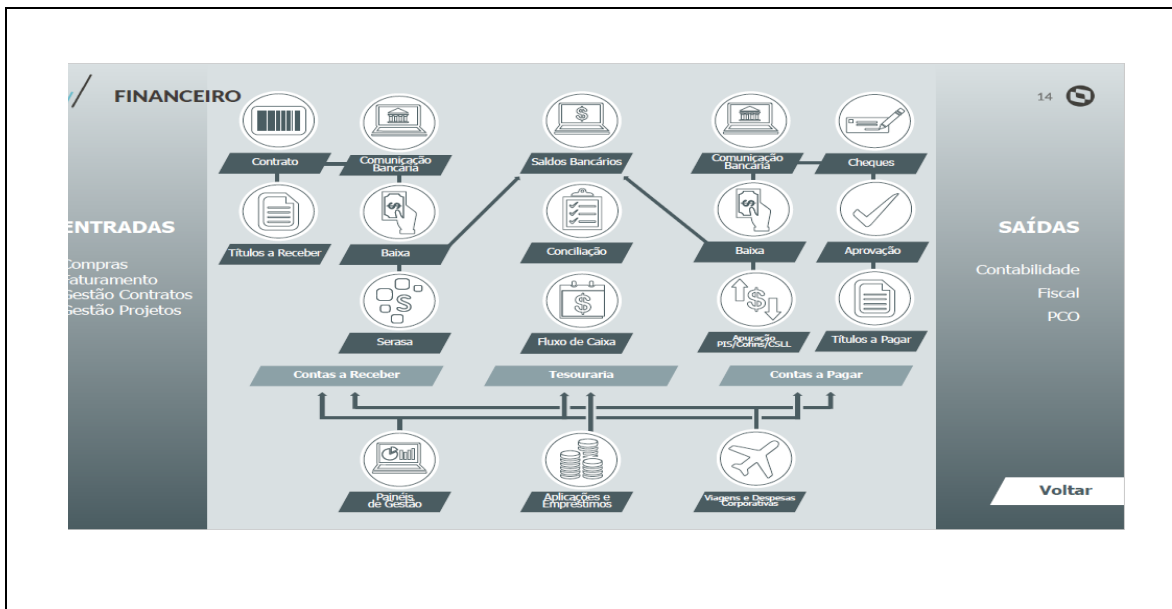 FINANCEIRO
14
Contrato
Comunicação
Bancária
Saldos Bancários
Comunicação
Bancária
Cheques
ENTRADAS
Compras
Faturamento
Gestão Contratos
Gestão Projetos
Títulos a Receber
Baixa
Conciliação
Baixa
Aprovação
SAÍDAS
Contabilidade
Fiscal
PCO
Serasa
Fluxo de Caixa
Apuração
PIS/Cofins/CSLL
Títulos a Pagar
Contas a Receber
Tesouraria
Contas a Pagar
Painéis
de Gestão
Aplicações e
Empréstimos
Viagens e Despesas
Corporativas
Voltar